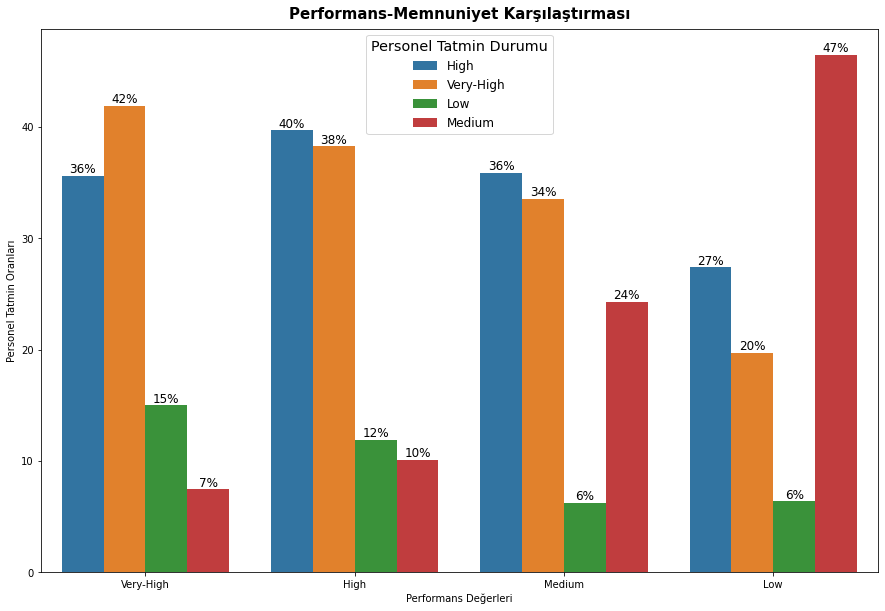 Performans-Memnuniyet Karşılaştırması
Personel Tatmin Durumu
High
Very-High
Low
Medium
47%
42%
40%
38%
36%
36%
34%
27%
24%
20%
15%
12%
10%
7%
6%
6%
40
30
20
10
0
Personel Tatmin Oranları
Very-High
High
Medium
Low
Performans Değerleri